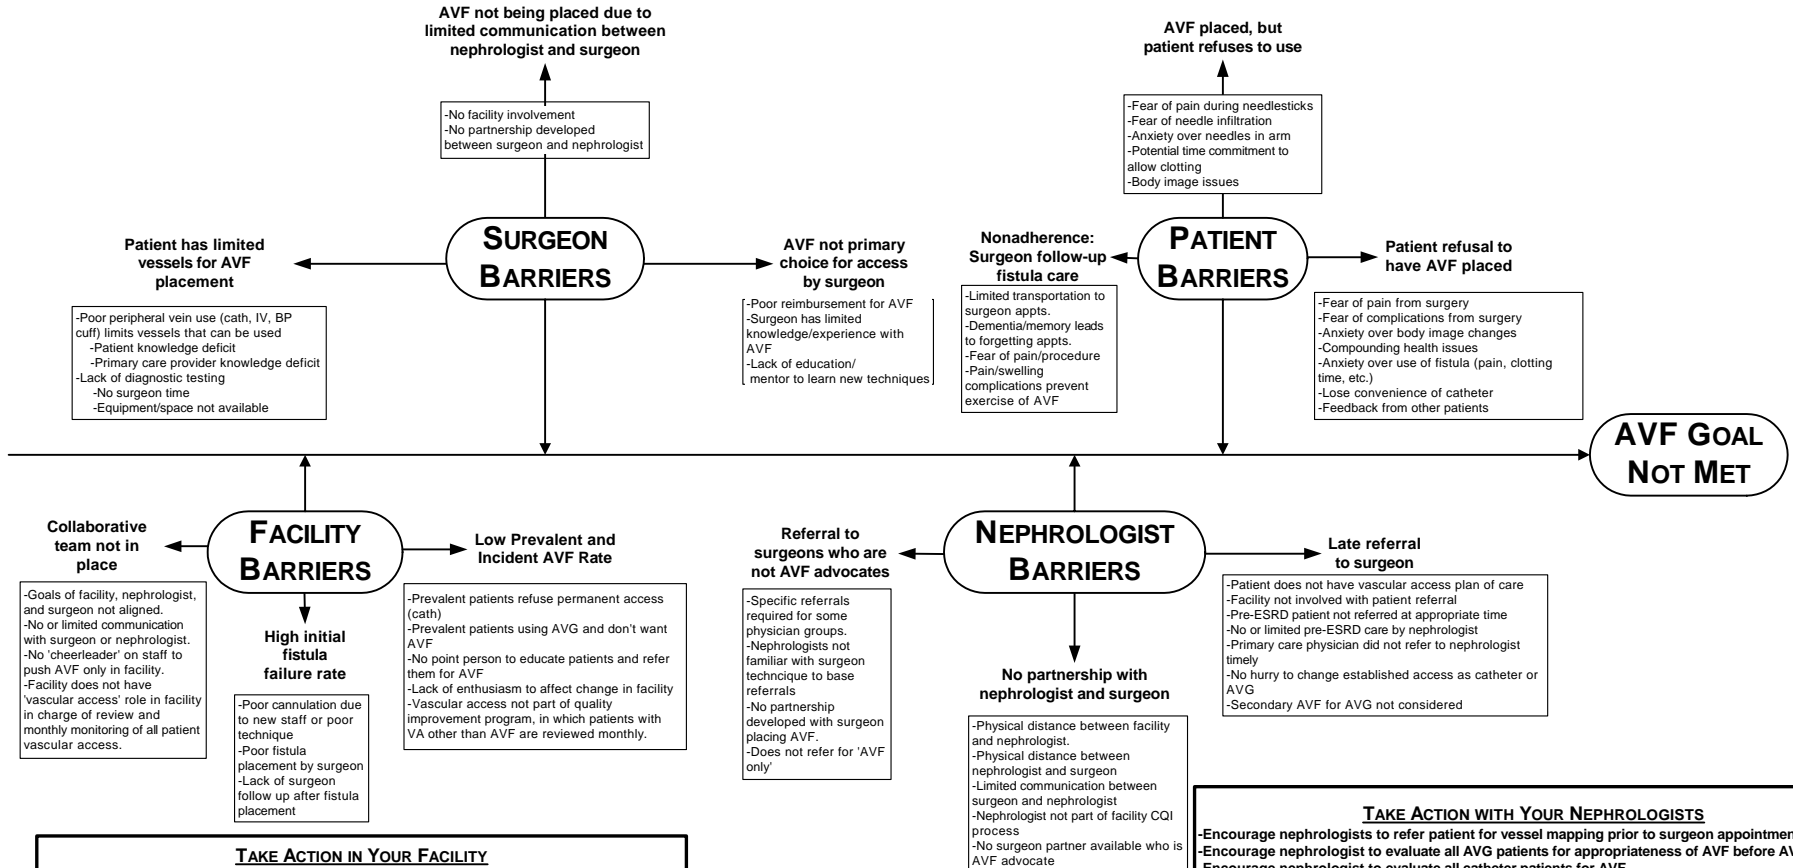 AVF not being placed due to
limited communication between
nephrologist and surgeon
-No facility involvement
-No partnership developed
between surgeon and nephrologist
SURGEON
BARRIERS
Patient has limited
vessels for AVF
placement
-Poor peripheral vein use (cath, IV, BP
cuff) limits vessels that can be used
-Patient knowledge deficit
-Primary care provider knowledge deficit
-Lack of diagnostic testing
-No surgeon time
-Equipment/space not available
AVF not primary
choice for access
by surgeon
-Poor reimbursement for AVF
-Surgeon has limited
knowledge/experience with
AVF
-Lack of education/
mentor to learn new techniques
AVF placed, but
patient refuses to use
-Fear of pain during needlesticks
-Fear of needle infiltration
-Anxiety over needles in arm
-Potential time commitment to
allow clotting
-Body image issues
PATIENT
BARRIERS
Nonadherence:
Surgeon follow-up
fistula care
-Limited transportation to
surgeon appts.
-Dementia/memory leads
to forgetting appts.
-Fear of pain/procedure
-Pain/swelling
complications prevent
exercise of AVF
Patient refusal to
have AVF placed
-Fear of pain from surgery
-Fear of complications from surgery
-Anxiety over body image changes
-Compounding health issues
-Anxiety over use of fistula (pain, clotting
time, etc.)
-Lose convenience of catheter
-Feedback from other patients
AVF GOAL
NOT MET
FACILITY
BARRIERS
Collaborative
team not in
place
-Goals of facility, nephrologist,
and surgeon not aligned.
-No or limited communication
with surgeon or nephrologist.
-No 'cheerleader' on staff to
push AVF only in facility.
-Facility does not have
'vascular access' role in facility
in charge of review and
monthly monitoring of all patient
vascular access.
High initial
fistula
failure rate
-Poor cannulation due
to new staff or poor
technique
-Poor fistula
placement by surgeon
-Lack of surgeon
follow up after fistula
placement
Low Prevalent and
Incident AVF Rate
-Prevalent patients refuse permanent access
(cath)
-Prevalent patients using AVG and don't want
AVF
-No point person to educate patients and refer
them for AVF
-Lack of enthusiasm to affect change in facility
-Vascular access not part of quality
improvement program, in which patients with
VA other than AVF are reviewed monthly.
NEPHROLOGIST
BARRIERS
Referral to
surgeons who are
not AVF advocates
-Specific referrals
required for some
physician groups.
-Nephrologists not
familiar with surgeon
techncique to base
referrals
-No partnership
developed with surgeon
placing AVF.
-Does not refer for 'AVF
only'
No partnership with
nephrologist and surgeon
-Physical distance between facility
and nephrologist.
-Physical distance between
nephrologist and surgeon
-Limited communication between
surgeon and nephrologist
-Nephrologist not part of facility CQI
process
-No surgeon partner available who is
AVF advocate
Late referral
to surgeon
-Patient does not have vascular access plan of care
-Facility not involved with patient referral
-Pre-ESRD patient not referred at appropriate time
-No or limited pre-ESRD care by nephrologist
-Primary care physician did not refer to nephrologist
timely
-No hurry to change established access as catheter or
AVG
-Secondary AVF for AVG not considered
TAKE ACTION IN YOUR FACILITY
TAKE ACTION WITH YOUR NEPHROLOGISTS
-Encourage nephrologists to refer patient for vessel mapping prior to surgeon
-Encourage nephrologist to evaluate all AVG patients for appropriateness of AVF before
-Encourage nephrologist to evaluate all catheter patients for AVF